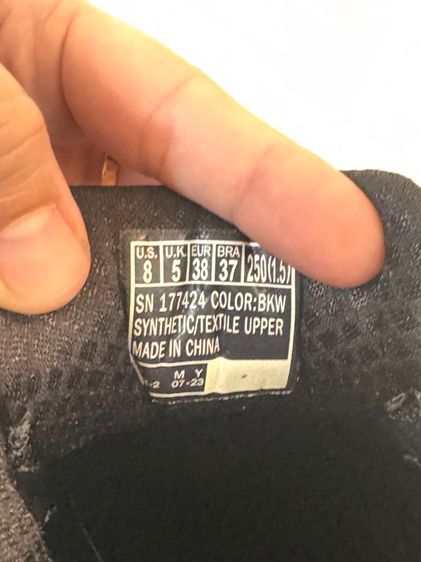 U.S. U.K. EUR BRA
8 5 38 37 250(1.5)
SN 177424 COLOR:BKW
SYNTHETIC/TEXTILE UPPER
MADE IN CHINA
M Y
-2 07-23